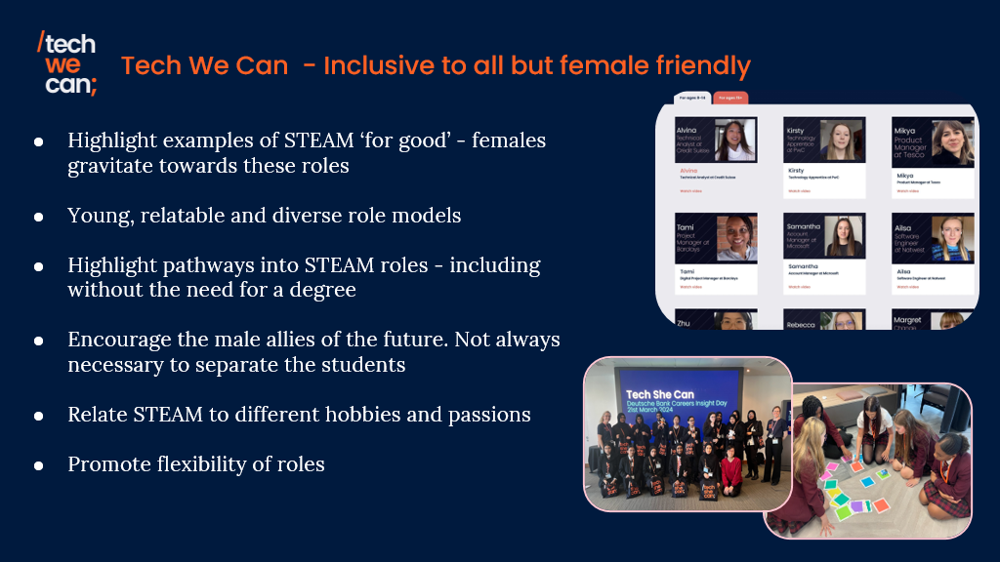 /tech
we
can;
Tech We Can - Inclusive to all but female friendly
● Highlight examples of STEAM ‘for good’ - females
gravitate towards these roles
● Young, relatable and diverse role models
● Highlight pathways into STEAM roles - including
without the need for a degree
● Encourage the male allies of the future. Not always
necessary to separate the students
● Relate STEAM to different hobbies and passions
● Promote flexibility of roles
For ages 8-14
For ages 15+
Alvina
Technical
Analyst at
Credit Suisse
Kirsty
Technology
Apprentice
at PwC
Mikya
Product
Manager
at Tesco
Alvina
Technical Analyst at Credit Suisse
Watch video
Kirsty
Technology Apprentice at PwC
Watch video
Mikya
Product Manager at Tesco
Watch video
Tami
Project
Manager at
Barclays
Samantha
Account
Manager at
Microsoft
Ailsa
Software
Engineer
at Natwest
Tami
Digital Project Manager at Barclays
Watch video
Samantha
Account Manager at Microsoft
Watch video
Ailsa
Software Engineer at Natwest
Watch video
Zhu
Rebecca
Margret
Change
Tech She Can
Deutsche Bank Careers Insight Day
21st March 2024